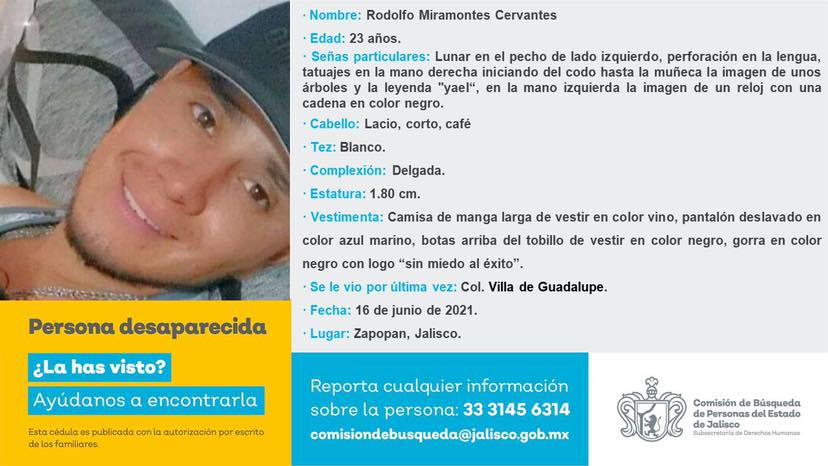 · Nombre: Rodolfo Miramontes Cervantes
· Edad: 23 años.
· Señas particulares: Lunar en el pecho de lado izquierdo, perforación en la lengua,
tatuajes en la mano derecha iniciando del codo hasta la muñeca la imagen de unos
árboles y la leyenda "yael“, en la mano izquierda la imagen de un reloj con una
cadena en color negro.
· Cabello: Lacio, corto, café
· Tez: Blanco.
· Complexión: Delgada.
· Estatura: 1.80 cm.
· Vestimenta: Camisa de manga larga de vestir en color vino, pantalón deslavado en
color azul marino, botas arriba del tobillo de vestir en color negro, gorra en color
negro con logo “sin miedo al éxito”.
· Se le vio por última vez: Col. Villa de Guadalupe.
· Fecha: 16 de junio de 2021.
· Lugar: Zapopan, Jalisco.
Persona desaparecida
¿La has visto?
Ayúdanos a encontrarla
Esta cédula es publicada con la autorización por escrito
de los familiares.
Reporta cualquier información
sobre la persona: 33 3145 6314
comisiondebusqueda@jalisco.gob.mx
Comisión de Búsqueda
de Personas del Estado
de Jalisco
Subsecretaría de Derechos Humanos